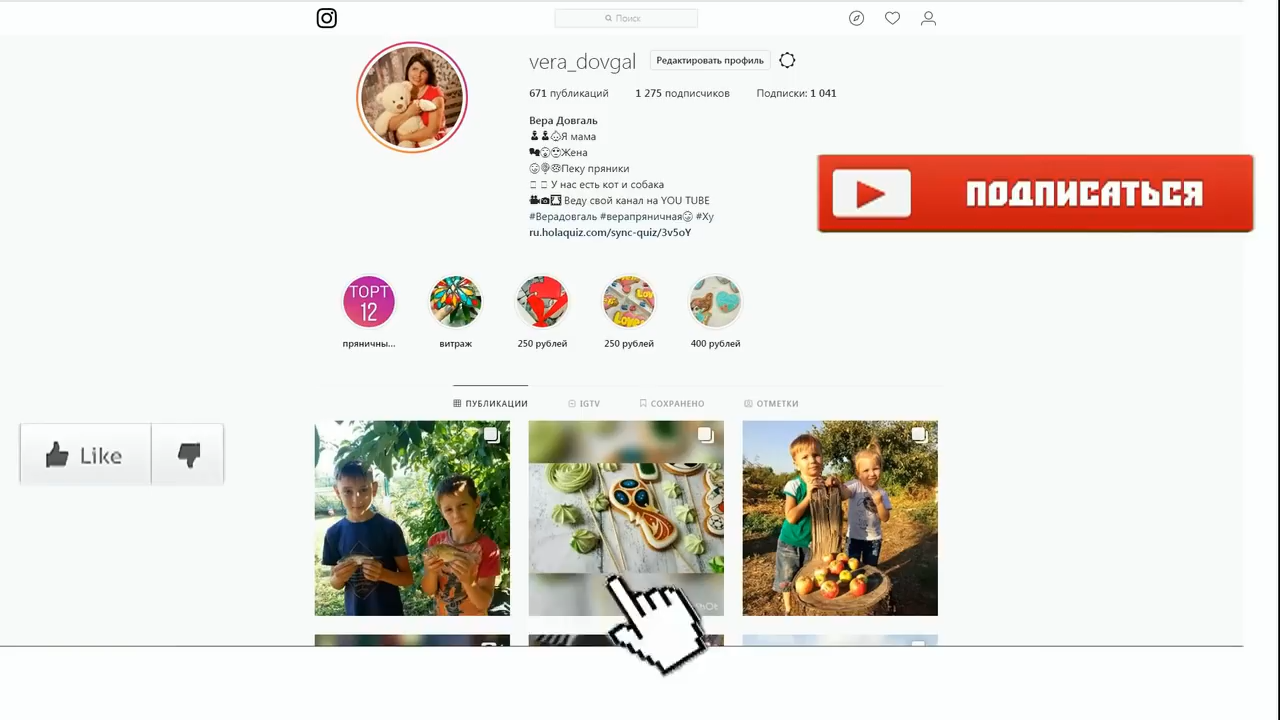 Поиск
vera_dovgal
Редактировать профиль
671 публикаций
1 275 подписчиков
Подписки: 1 041
Вера Довгаль
Я мама
Жена
Пеку пряники
У нас есть кот и собака
Веду свой канал на YOU TUBE
#Верадовгаль #верапряничная #Ху
ru.holaquiz.com/sync-quiz/3v5oY
ПОДПИСАТЬСЯ
ТОРТ
12
пряничны...
витраж
250 рублей
250 рублей
400 рублей
ПУБЛИКАЦИИ
IGTV
СОХРАНЕНО
ОТМЕТКИ
Like